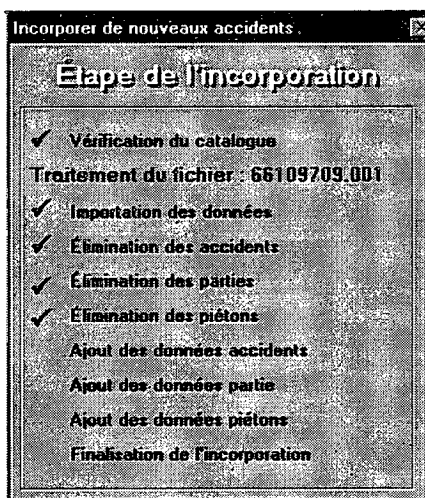 Incorporer de nouveaux accidents .
Étape de l'incorporation
Vérification du catalogue
Traitement du fichier : 66109709.001
Importation des données
Élimination des accidents
Élimination des parties
Élimination des piétons
Ajout des données accidents
Ajout des données partie
Ajout des données piétons
Finalisation de l'incorporation